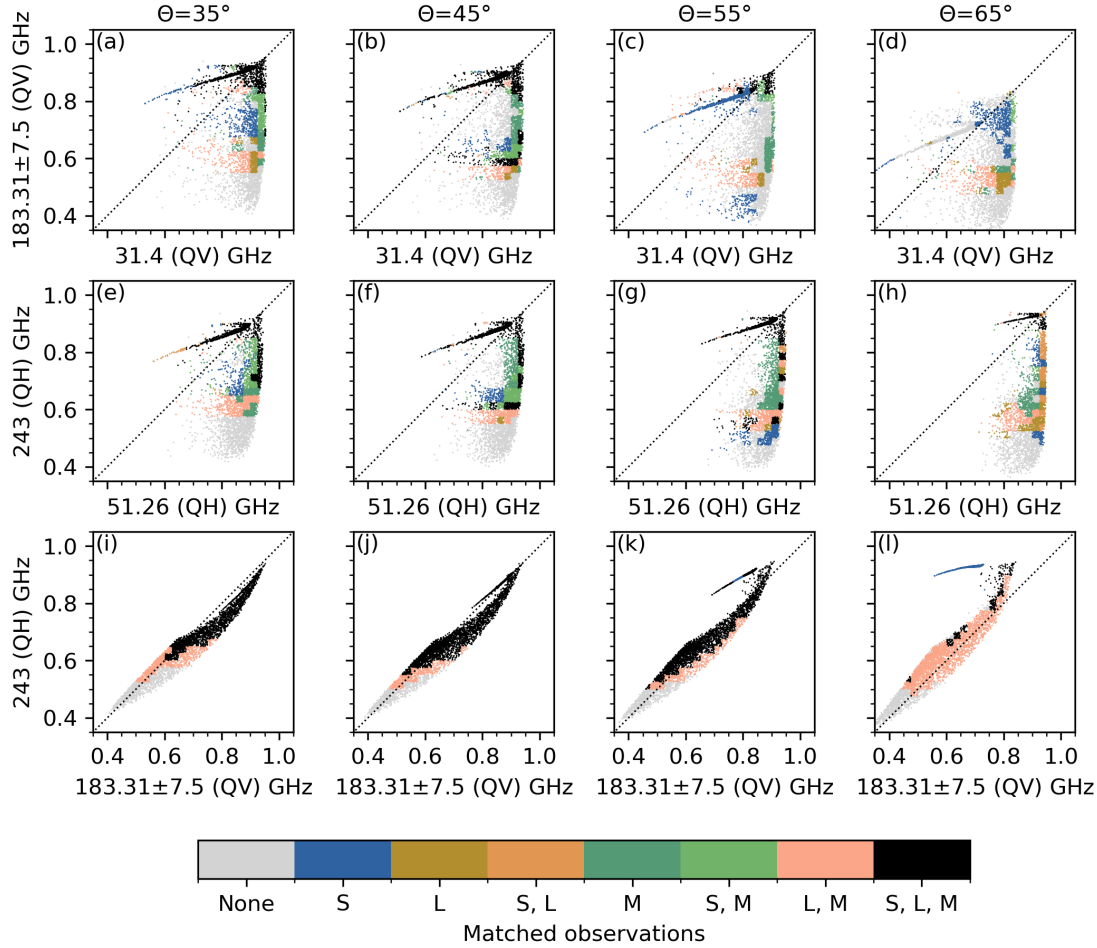 Θ=35° Θ=45° Θ=55° Θ=65°
(a) (b) (c) (d)
183.31±7.5 (QV) GHz
1.0
0.8
0.6
0.4
31.4 (QV) GHz 31.4 (QV) GHz 31.4 (QV) GHz 31.4 (QV) GHz
(e) (f) (g) (h)
243 (QH) GHz
1.0
0.8
0.6
0.4
51.26 (QH) GHz 51.26 (QH) GHz 51.26 (QH) GHz 51.26 (QH) GHz
(i) (j) (k) (l)
243 (QH) GHz
1.0
0.8
0.6
0.4
0.4 0.6 0.8 1.0 0.4 0.6 0.8 1.0 0.4 0.6 0.8 1.0 0.4 0.6 0.8 1.0
183.31±7.5 (QV) GHz 183.31±7.5 (QV) GHz 183.31±7.5 (QV) GHz 183.31±7.5 (QV) GHz
None S L S, L M S, M L, M S, L, M
Matched observations